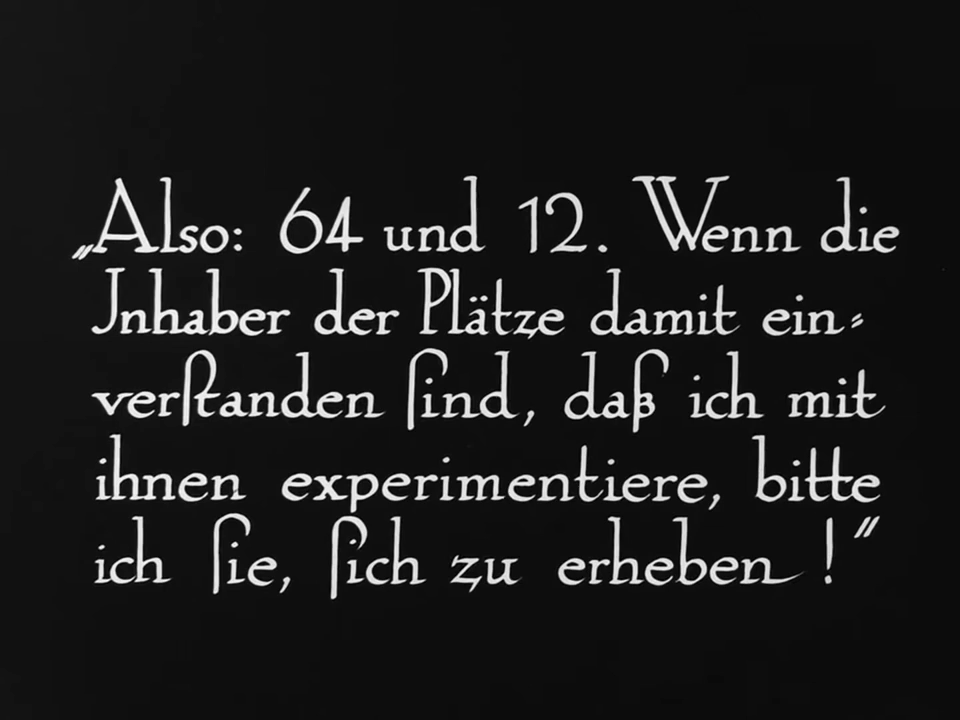 „Also: 64 und 12. Wenn die
Jnhaber der Plätze damit ein⸗
verſtanden ſind, daß ich mit
ihnen experimentiere, bitte
ich ſie, ſich zu erheben!"